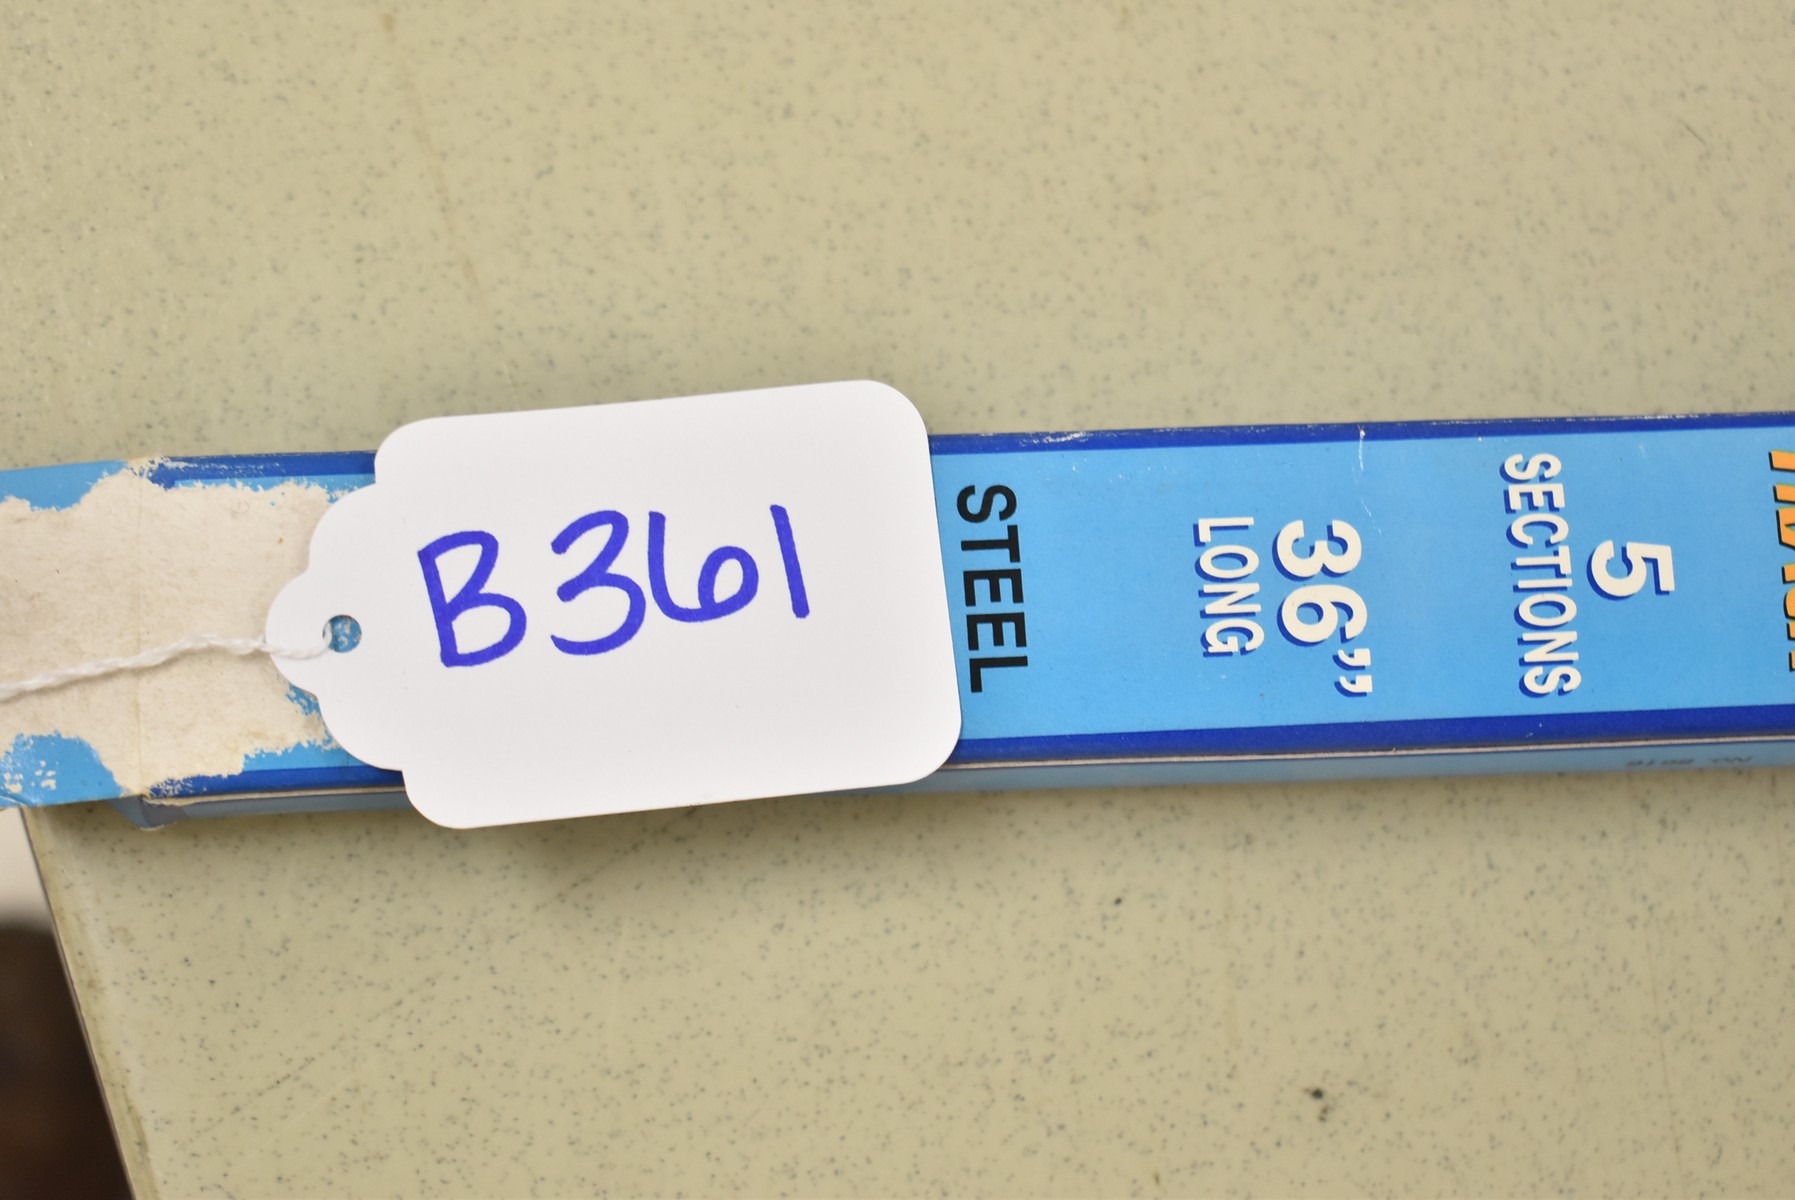 B361
5
SECTIONS
36”
LONG
STEEL